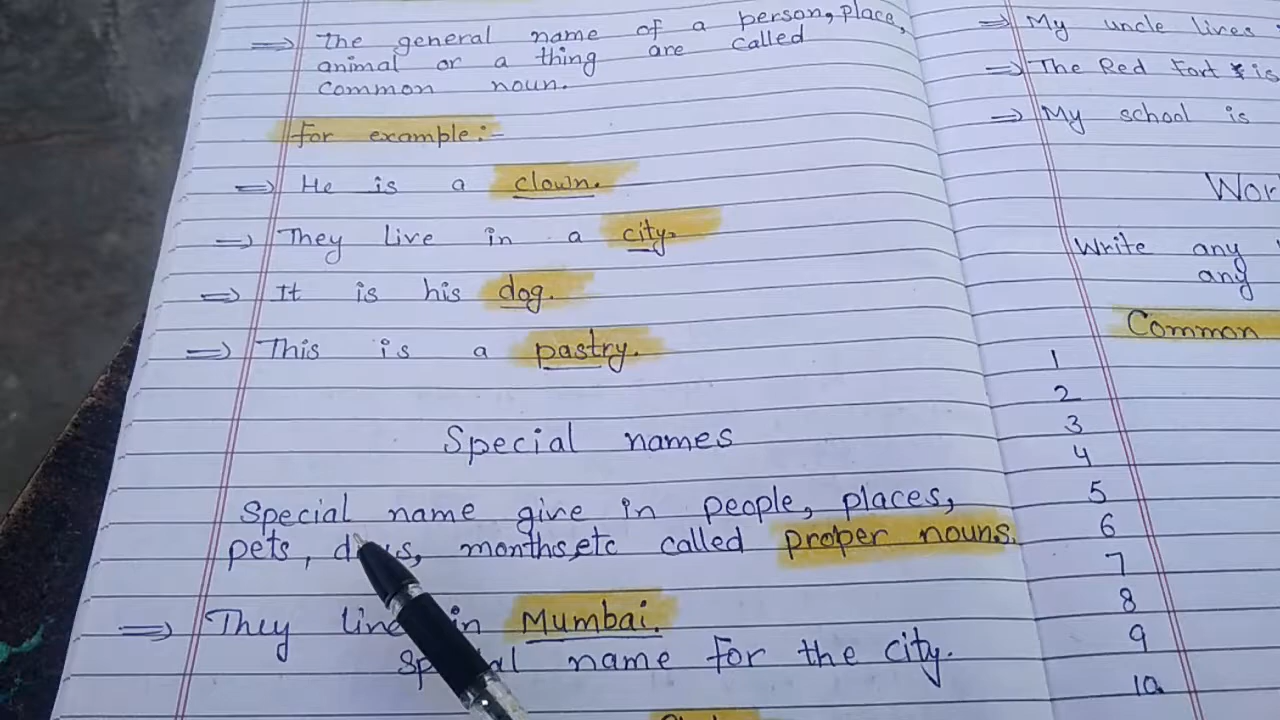 ⇒ The general name of a person, place,
animal or a thing are called
common noun.
For example:-
⇒ He is a clown.
⇒ They live in a city.
⇒ It is his dog.
⇒ This is a pastry.
Special names
Special name give in people, places,
pets, months, etc called proper nouns.
⇒ They in Mumbai.
name for the city.
⇒ My uncle lives
⇒ The Red Fort is
⇒ My school is
Write any
any
Common
1
2
3
4
5
6
7
8
9
10